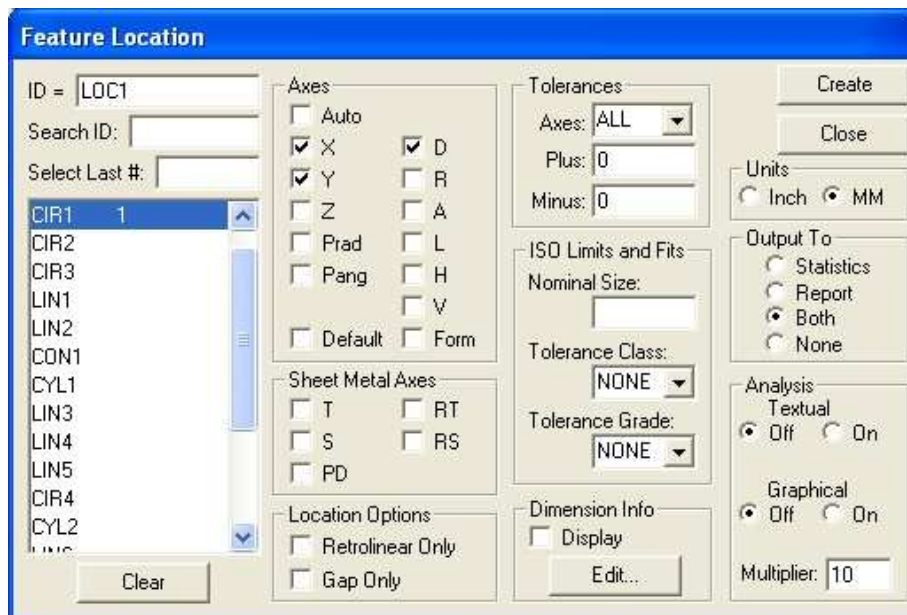 Feature Location
ID = LOC1
Search ID:
Select Last #:
CIR1 1
CIR2
CIR3
LIN1
LIN2
CON1
CYL1
LIN3
LIN4
LIN5
CIR4
CYL2
Clear
Axes
Auto
X D
Y R
Z A
Prad L
Pang H
V
Default Form
Sheet Metal Axes
T RT
S RS
PD
Location Options
Retrolinear Only
Gap Only
Tolerances
Axes: ALL
Plus: 0
Minus: 0
ISO Limits and Fits
Nominal Size:
Tolerance Class:
NONE
Tolerance Grade:
NONE
Dimension Info
Display
Edit...
Create
Close
Units
Inch MM
Output To
Statistics
Report
Both
None
Analysis
Textual
Off On
Graphical
Off On
Multiplier: 10